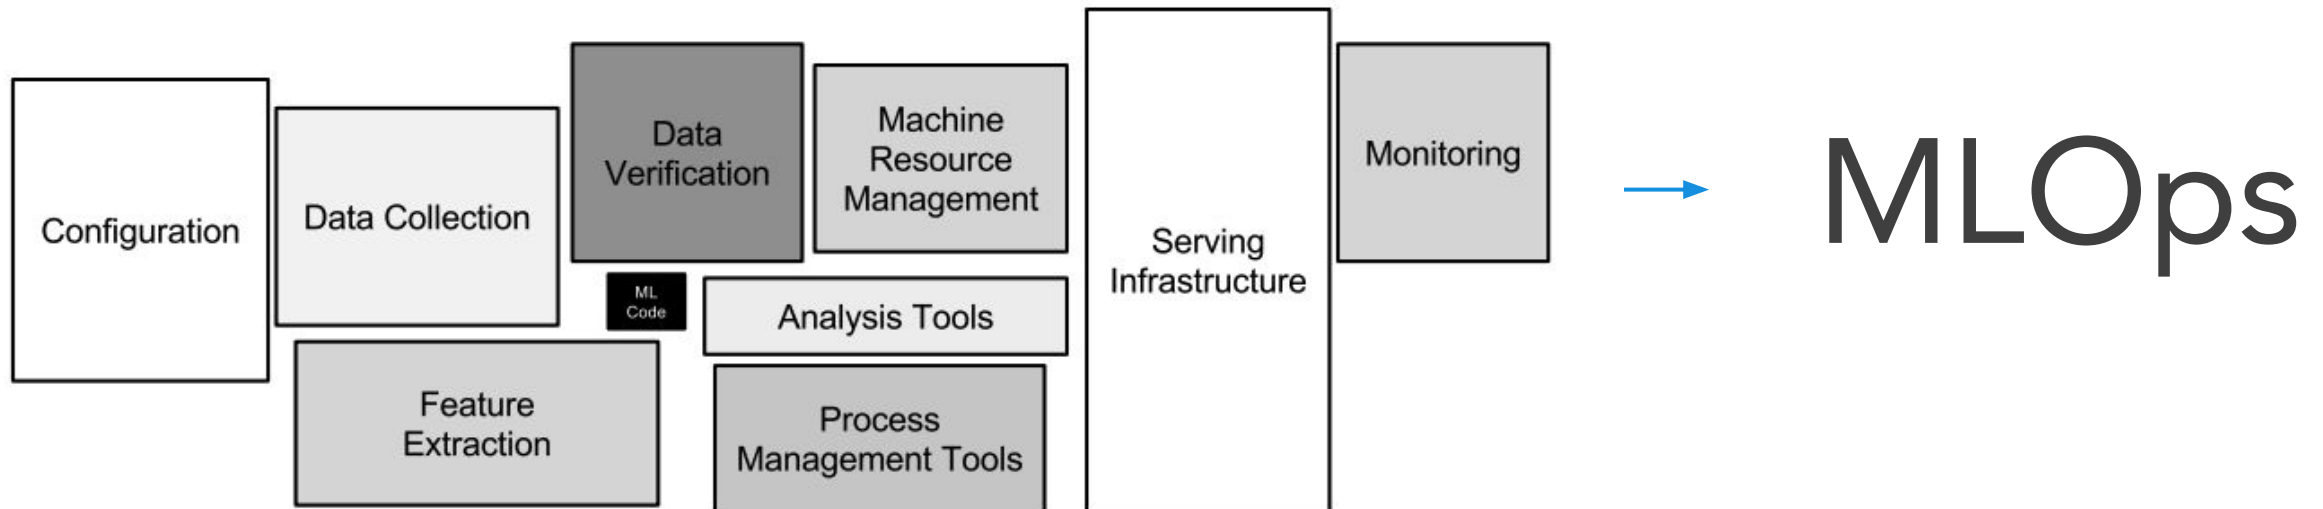 Configuration
Data Collection
Data
Verification
Machine
Resource
Management
Monitoring
Serving
Infrastructure
ML
Code
Analysis Tools
Feature
Extraction
Process
Management Tools
MLOps